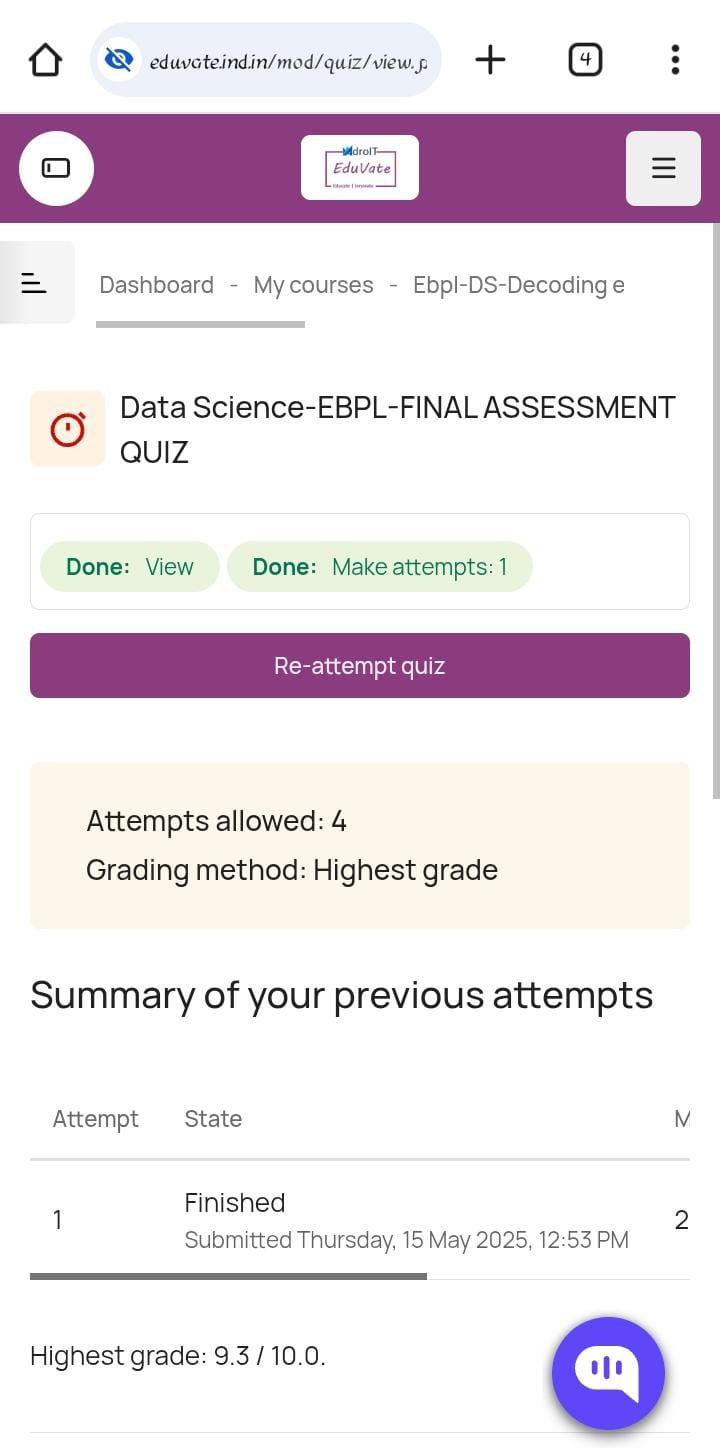 eduvate.ind.in/mod/quiz/view.p
4
droIT
EduVate
Educate | Innovate
Dashboard - My courses - Ebpl-DS-Decoding e
Data Science-EBPL-FINAL ASSESSMENT
QUIZ
Done: View Done: Make attempts: 1
Re-attempt quiz
Attempts allowed: 4
Grading method: Highest grade
Summary of your previous attempts
Attempt State M
1 Finished 2
Submitted Thursday, 15 May 2025, 12:53 PM
Highest grade: 9.3 / 10.0.